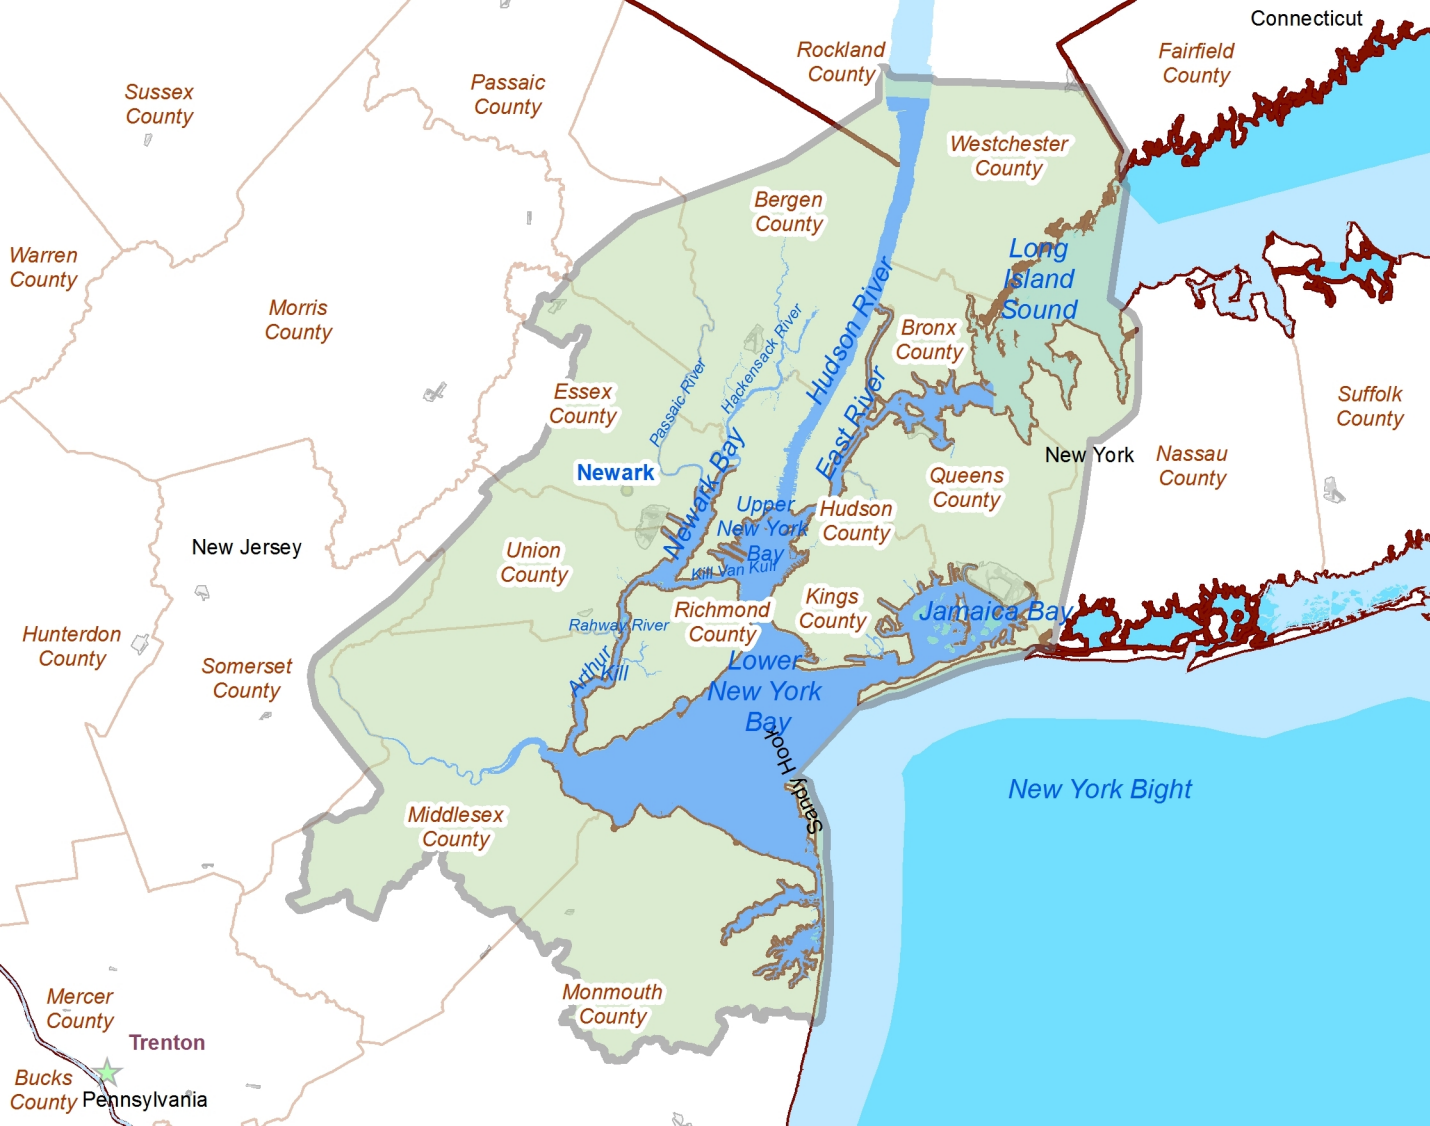 Connecticut
Rockland
County
Fairfield
County
Passaic
County
Sussex
County
Westchester
County
Bergen
County
Warren
County
Long
Island
Sound
Morris
County
Hudson River
Hackensack River
Bronx
County
Passaic River
East River
Essex
County
Suffolk
County
New York
Nassau
County
Newark
Newark Bay
Queens
County
Upper
New York
Bay
Hudson
County
New Jersey
Union
County
Kill Van Kull
Richmond
County
Kings
County
Jamaica Bay
Rahway River
Hunterdon
County
Somerset
County
Arthur
Kill
Lower
New York
Bay
Sandy Hook
New York Bight
Middlesex
County
Monmouth
County
Mercer
County
Trenton
Bucks
County
Pennsylvania